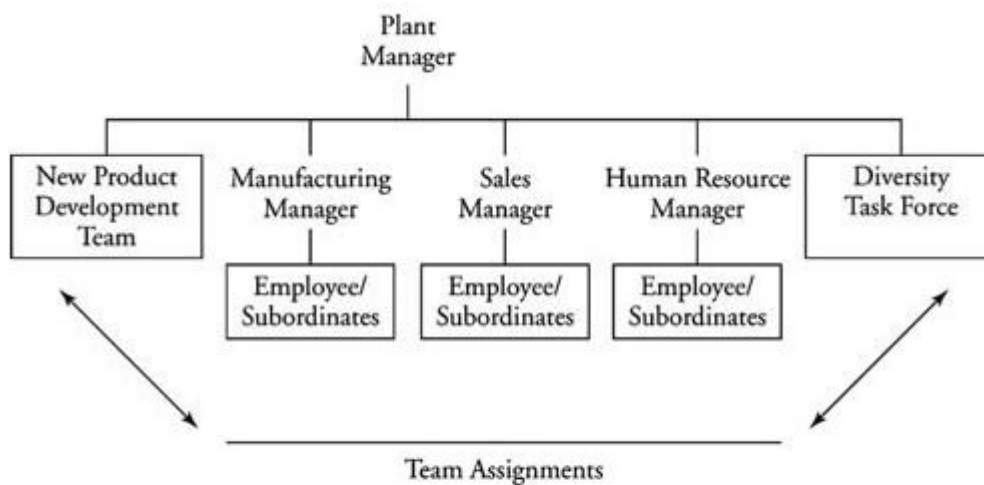 Plant
Manager
New Product
Development
Team
Manufacturing
Manager
Sales
Manager
Human Resource
Manager
Diversity
Task Force
Employee/
Subordinates
Employee/
Subordinates
Employee/
Subordinates
Team Assignments